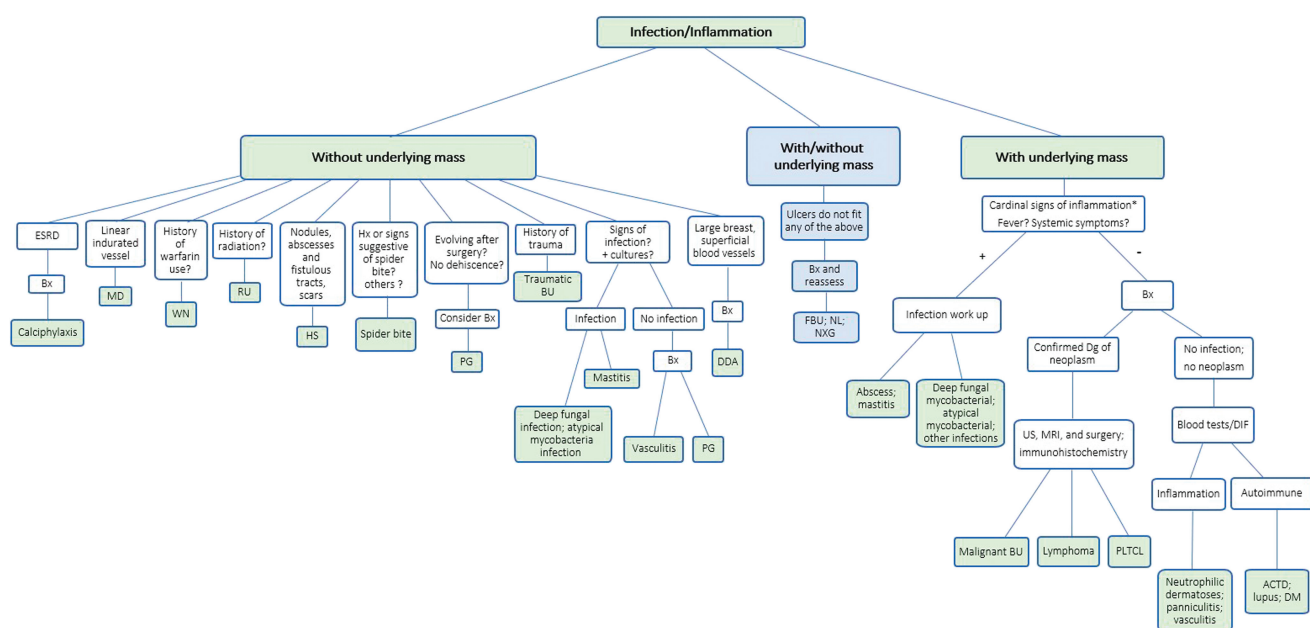 Infection/Inflammation
Without underlying mass
With/without
underlying mass
With underlying mass
ESRD
Bx
Calciphylaxis
Linear
indurated
vessel
MD
History
of
warfarin
use?
WN
History of
radiation?
RU
Nodules,
abscesses
and
fistulous
tracts,
scars
HS
Hx or signs
suggestive
of spider
bite?
others ?
Spider bite
Evolving after
surgery?
No dehiscence?
Consider Bx
PG
History of
trauma
Traumatic
BU
Signs of
infection?
+ cultures?
Infection
Deep fungal
infection; atypical
mycobacteria
infection
Mastitis
No infection
Bx
Vasculitis
PG
Large breast,
superficial
blood vessels
Bx
DDA
Ulcers do not fit
any of the above
Bx and
reassess
FBU; NL;
NXG
Cardinal signs of inflammation*
Fever? Systemic symptoms?
+
-
Infection work up
Abscess;
mastitis
Deep fungal
mycobacterial;
atypical
mycobacterial;
other infections
Bx
Confirmed Dg of
neoplasm
US, MRI, and surgery;
immunohistochemistry
Malignant BU
Lymphoma
PLTCL
No infection;
no neoplasm
Blood tests/DIF
Inflammation
Neutrophilic
dermatoses;
panniculitis;
vasculitis
Autoimmune
ACTD;
lupus; DM